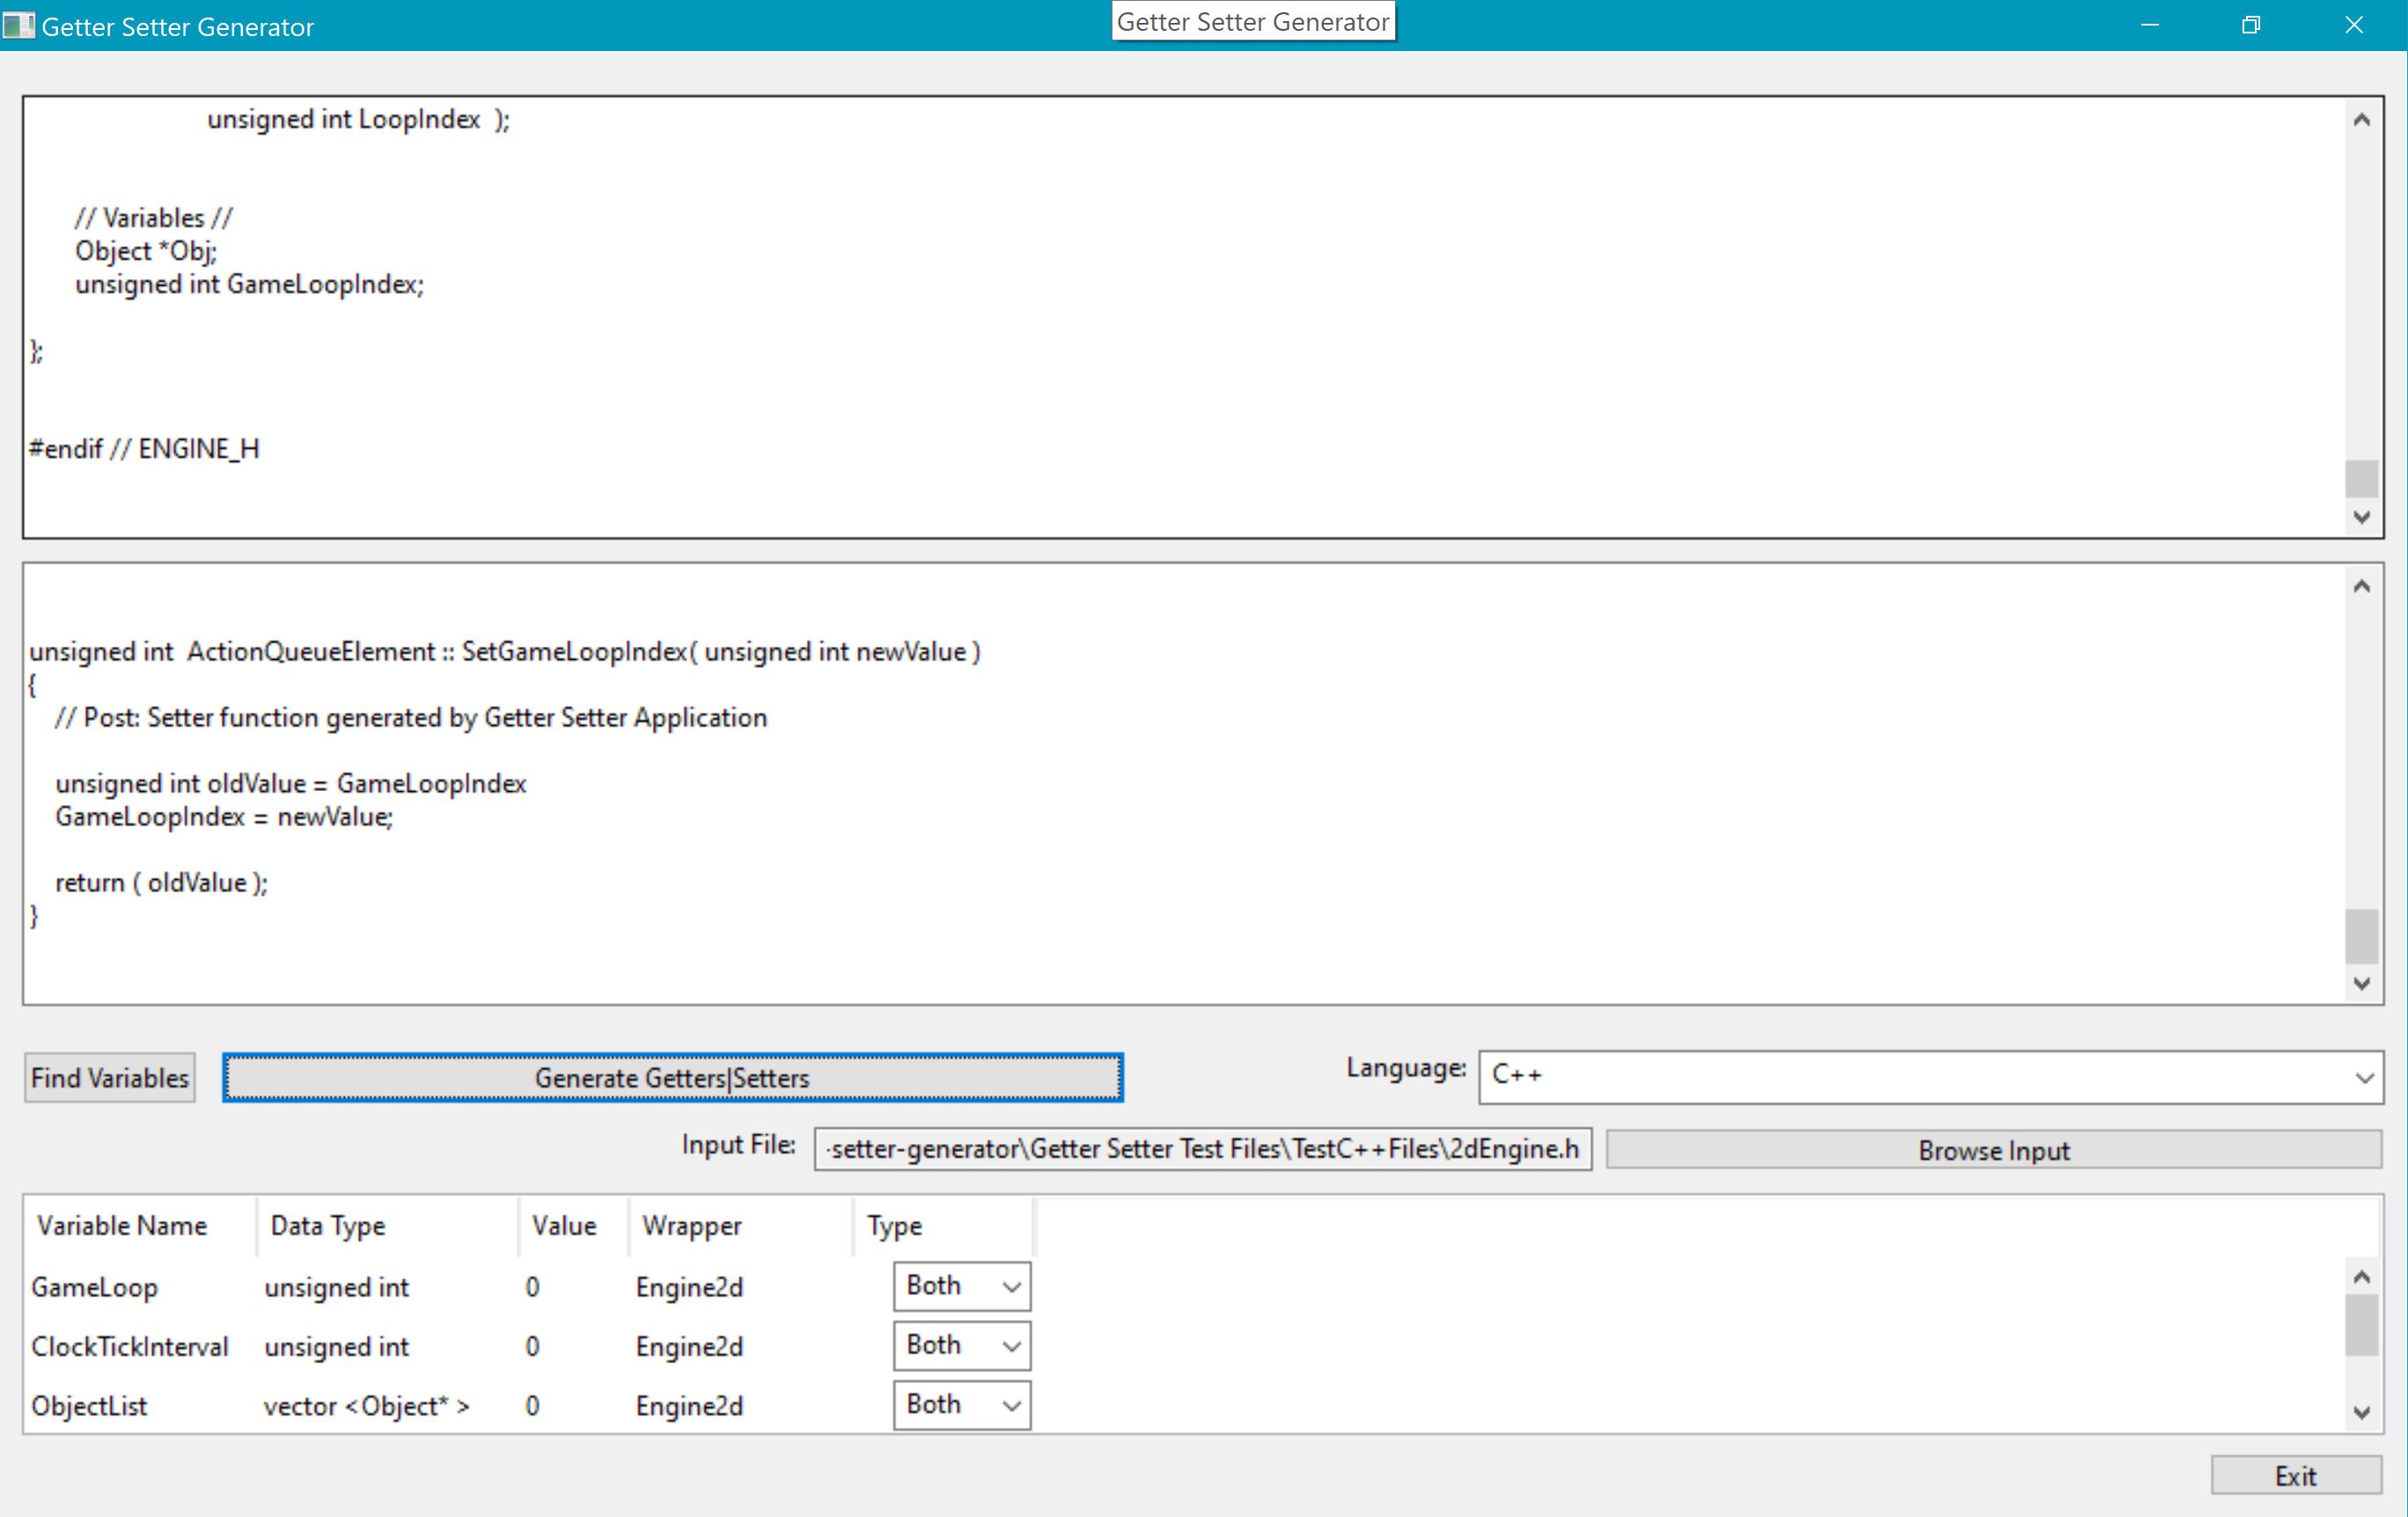 Getter Setter Generator
Getter Setter Generator
unsigned int LoopIndex  );
// Variables //
Object *Obj;
unsigned int GameLoopIndex;
};
#endif // ENGINE_H
unsigned int  ActionQueueElement :: SetGameLoopIndex( unsigned int newValue )
{
// Post: Setter function generated by Getter Setter Application
unsigned int oldValue = GameLoopIndex
GameLoopIndex = newValue;
return ( oldValue );
}
Find Variables Generate Getters|Setters Language: C++
Input File: -setter-generator\Getter Setter Test Files\TestC++Files\2dEngine.h Browse Input
Variable Name Data Type Value Wrapper Type
GameLoop unsigned int 0 Engine2d Both
ClockTickInterval unsigned int 0 Engine2d Both
ObjectList vector <Object* > 0 Engine2d Both
Exit